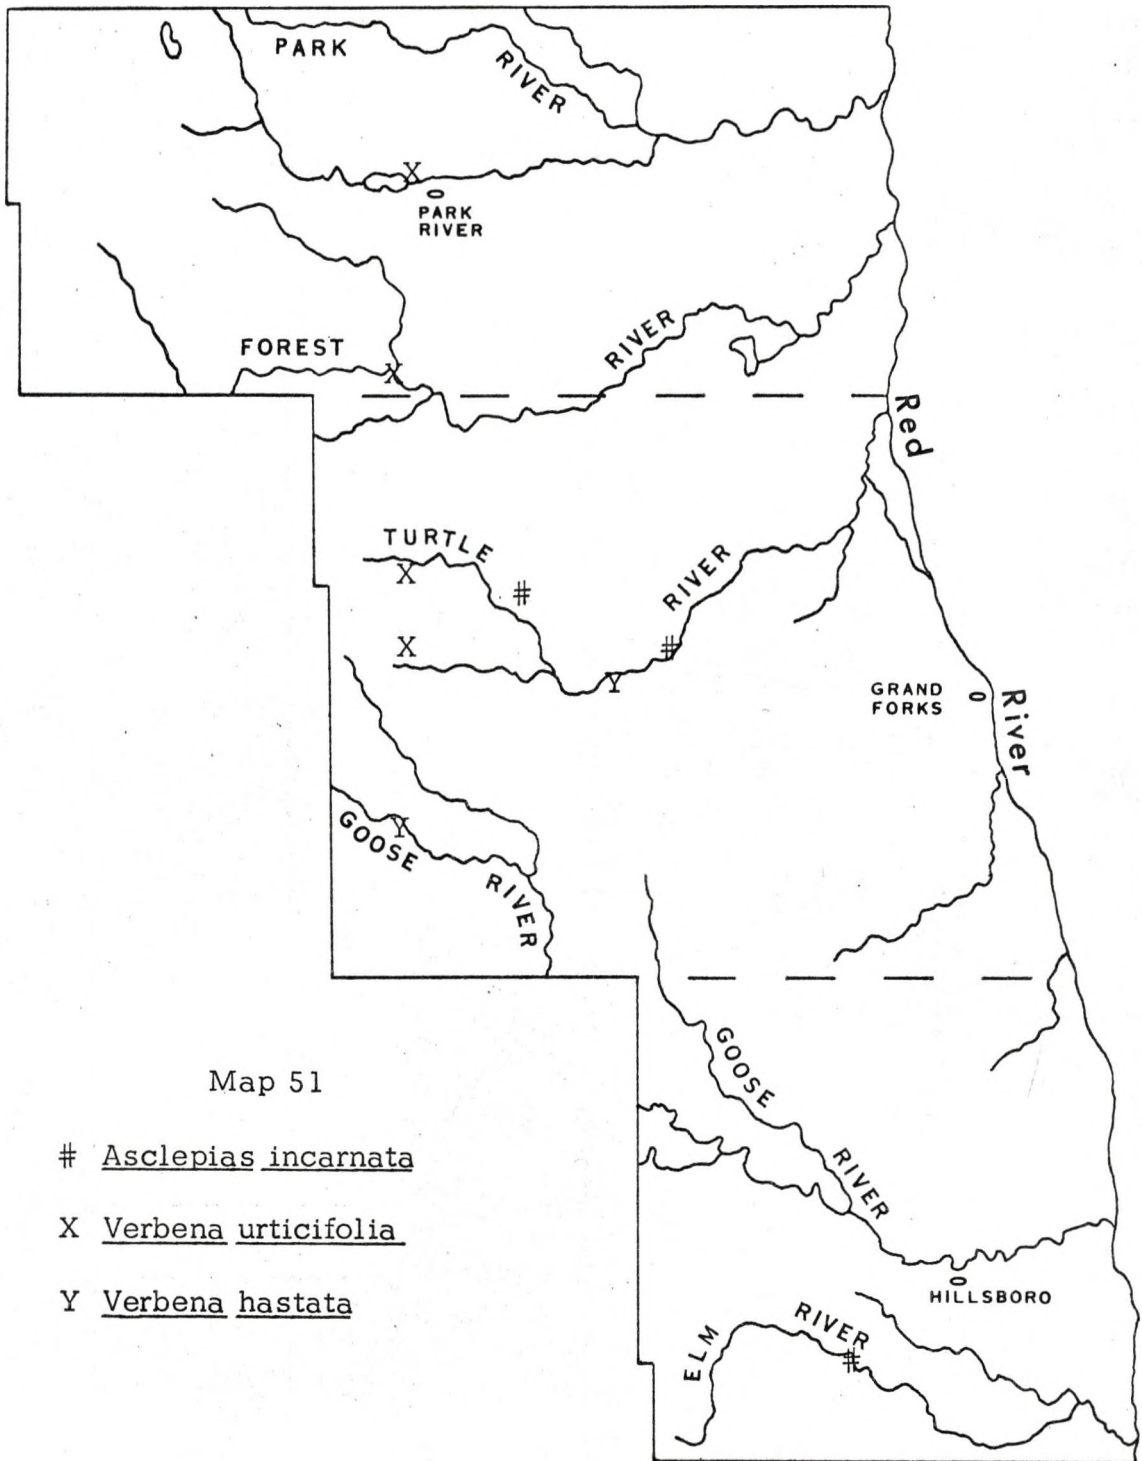 PARK
RIVER
X
PARK
RIVER
FOREST
RIVER
X
Red
TURTLE
X
#
RIVER
X
#
Y
GRAND
FORKS
River
Y
GOOSE
RIVER
GOOSE
RIVER
HILLSBORO
ELM
RIVER
#
Map 51
# Asclepias incarnata
X Verbena urticifolia
Y Verbena hastata